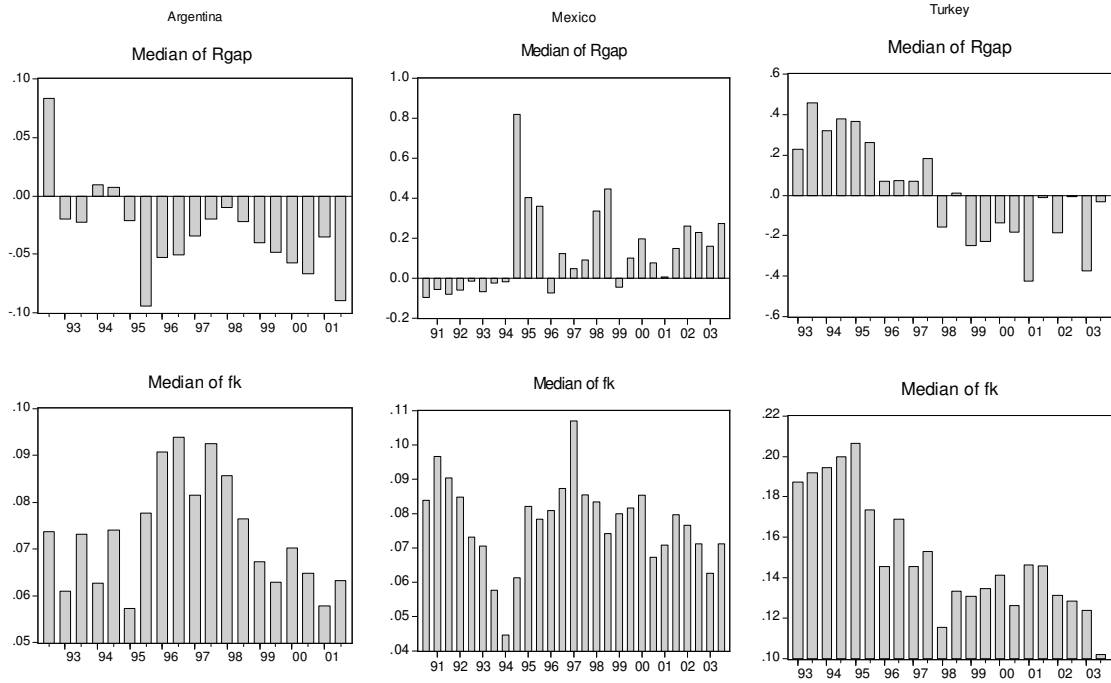 Argentina
Mexico
Turkey
Median of Rgap
Median of Rgap
Median of Rgap
.10
.05
.00
-.05
-.10
93 94 95 96 97 98 99 00 01
1.0
0.8
0.6
0.4
0.2
0.0
-0.2
91 92 93 94 95 96 97 98 99 00 01 02 03
.6
.4
.2
.0
-.2
-.4
-.6
93 94 95 96 97 98 99 00 01 02 03
Median of fk
Median of fk
Median of fk
.10
.09
.08
.07
.06
.05
93 94 95 96 97 98 99 00 01
.11
.10
.09
.08
.07
.06
.05
.04
91 92 93 94 95 96 97 98 99 00 01 02 03
.22
.20
.18
.16
.14
.12
.10
93 94 95 96 97 98 99 00 01 02 03